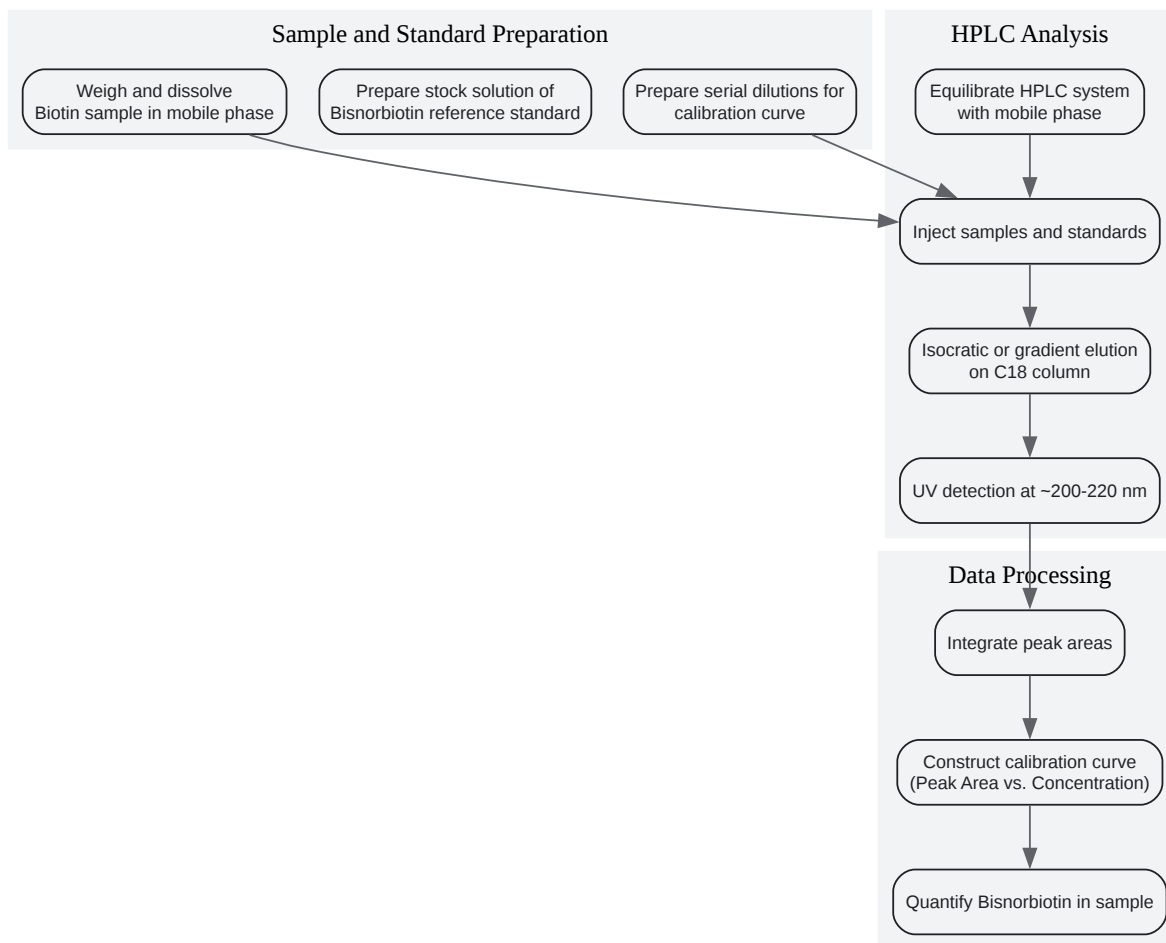 Sample and Standard Preparation
Weigh and dissolve
Biotin sample in mobile phase
Prepare stock solution of
Bisnorbiotin reference standard
Prepare serial dilutions for
calibration curve
HPLC Analysis
Equilibrate HPLC system
with mobile phase
Inject samples and standards
Isocratic or gradient elution
on C18 column
UV detection at ~200-220 nm
Data Processing
Integrate peak areas
Construct calibration curve
(Peak Area vs. Concentration)
Quantify Bisnorbiotin in sample